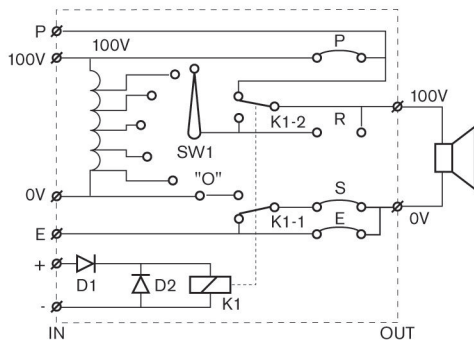 P
100V
100V
P
100V
K1-2
R
SW1
0V
"O"
S
K1-1
E
0V
E
+
D1
D2
K1
-
IN
OUT